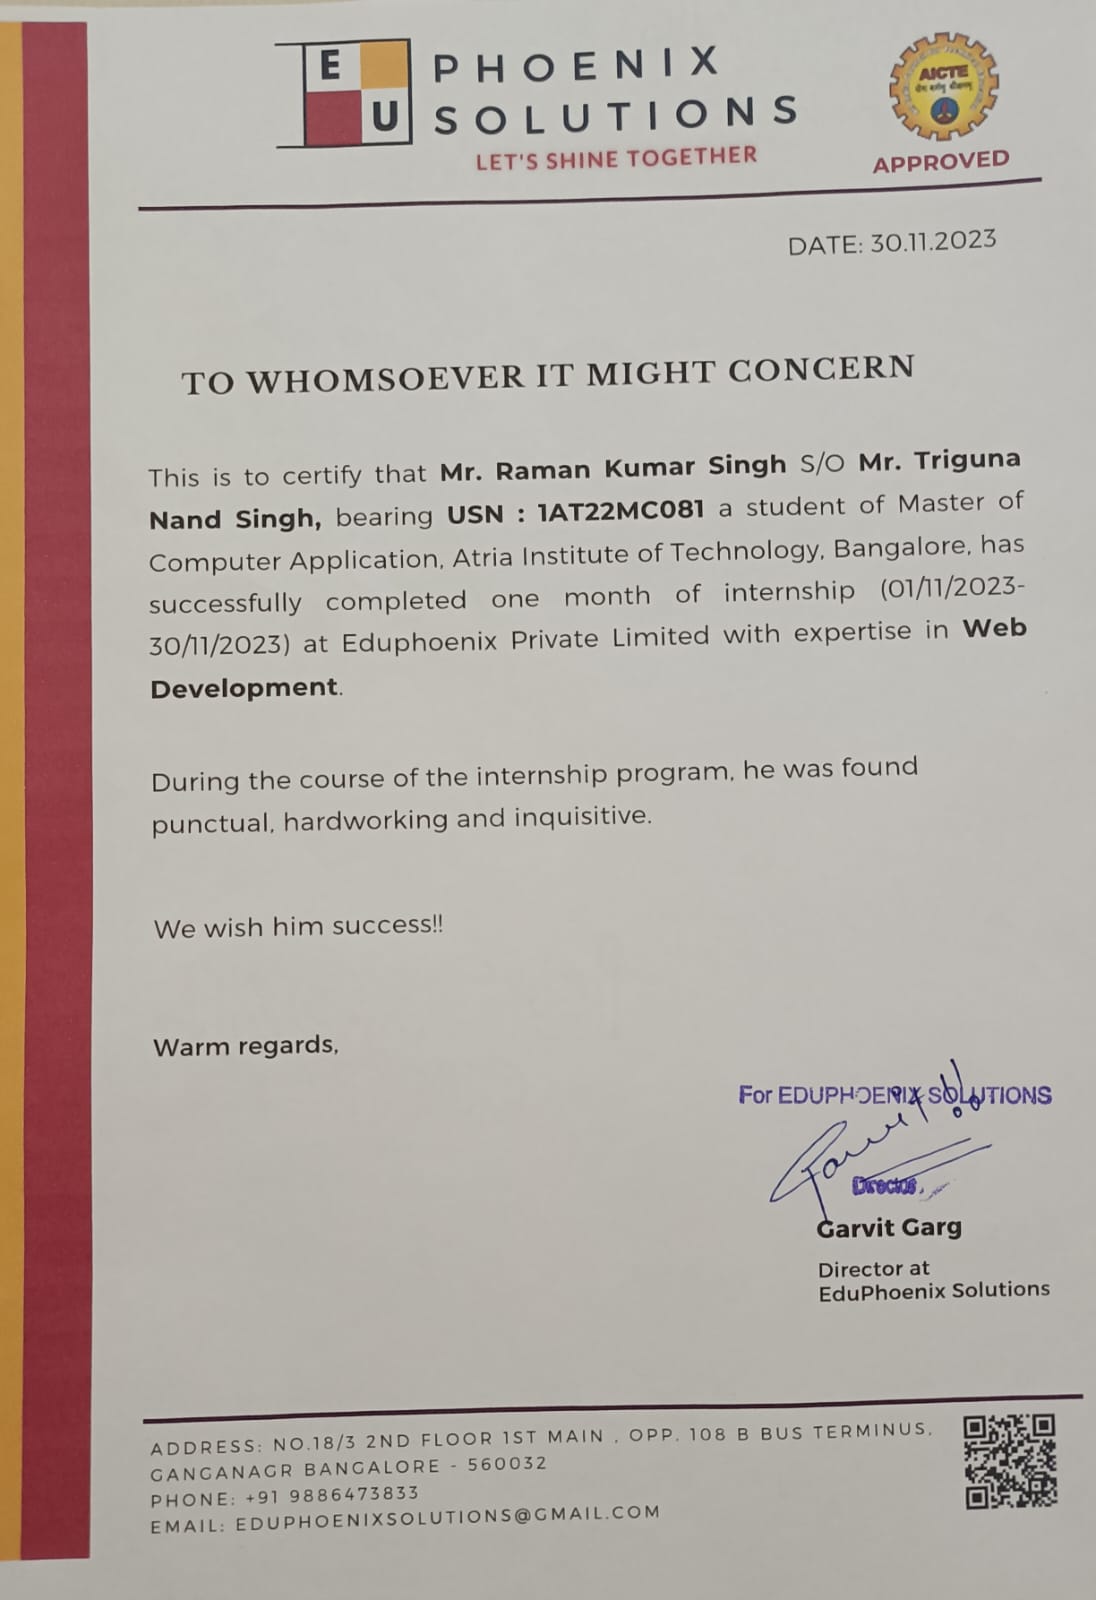 E
U
PHOENIX
SOLUTIONS
LET'S SHINE TOGETHER
AICTE
APPROVED
DATE: 30.11.2023
TO WHOMSOEVER IT MIGHT CONCERN
This is to certify that Mr. Raman Kumar Singh S/O Mr. Triguna
Nand Singh, bearing USN : 1AT22MC081 a student of Master of
Computer Application, Atria Institute of Technology, Bangalore, has
successfully completed one month of internship (01/11/2023-
30/11/2023) at Eduphoenix Private Limited with expertise in Web
Development.
During the course of the internship program, he was found
punctual, hardworking and inquisitive.
We wish him success!!
Warm regards,
For EDUPHOENIX SOLUTIONS
Director
Garvit Garg
Director at
EduPhoenix Solutions
ADDRESS: NO.18/3 2ND FLOOR 1ST MAIN , OPP. 108 B BUS TERMINUS,
GANGANAGR BANGALORE - 560032
PHONE: +91 9886473833
EMAIL: EDUPHOENIXSOLUTIONS@GMAIL.COM